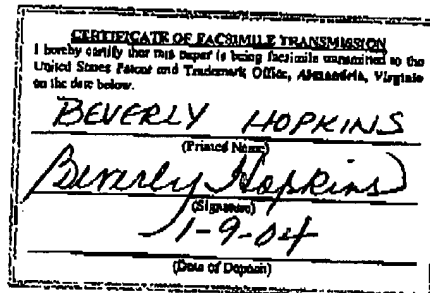 CERTIFICATE OF FACSIMILE TRANSMISSION
I hereby certify that this paper is being facsimile transmitted to the
United States Patent and Trademark Office, Alexandria, Virginia
on the date below.
BEVERLY HOPKINS
(Printed Name)
Beverly Hopkins
(Signature)
1-9-04
(Date of Deposit)